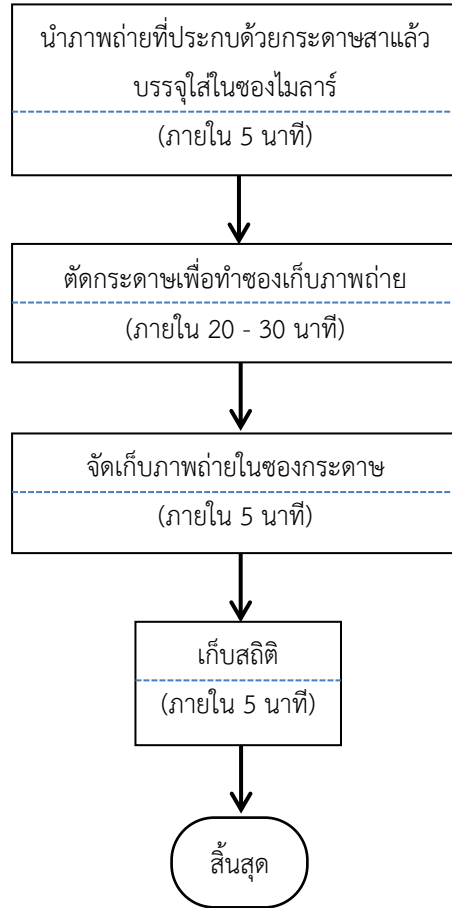 นำภาพถ่ายที่ประกบด้วยกระดาษสาแล้ว
บรรจุใส่ในซองไมลาร์
(ภายใน 5 นาที)
ตัดกระดาษเพื่อทำซองเก็บภาพถ่าย
(ภายใน 20 - 30 นาที)
จัดเก็บภาพถ่ายในซองกระดาษ
(ภายใน 5 นาที)
เก็บสถิติ
(ภายใน 5 นาที)
สิ้นสุด